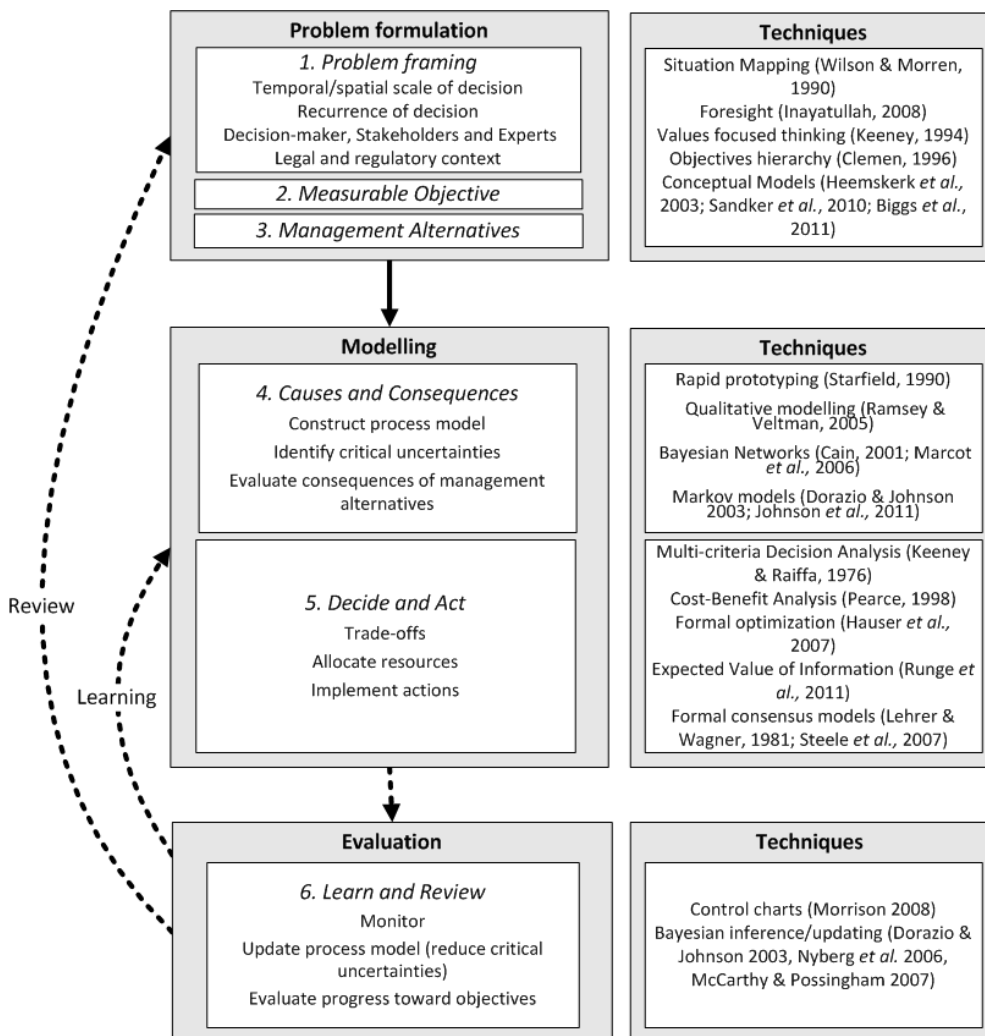 Problem formulation
1. Problem framing
Temporal/spatial scale of decision
Recurrence of decision
Decision-maker, Stakeholders and Experts
Legal and regulatory context
2. Measurable Objective
3. Management Alternatives
Techniques
Situation Mapping (Wilson & Morren,
1990)
Foresight (Inayatullah, 2008)
Values focused thinking (Keeney, 1994)
Objectives hierarchy (Clemen, 1996)
Conceptual Models (Heemskerk et al.,
2003; Sandker et al., 2010; Biggs et al.,
2011)
Modelling
4. Causes and Consequences
Construct process model
Identify critical uncertainties
Evaluate consequences of management
alternatives
5. Decide and Act
Trade-offs
Allocate resources
Implement actions
Techniques
Rapid prototyping (Starfield, 1990)
Qualitative modelling (Ramsey &
Veltman, 2005)
Bayesian Networks (Cain, 2001; Marcot
et al., 2006)
Markov models (Dorazio & Johnson
2003; Johnson et al., 2011)
Multi-criteria Decision Analysis (Keeney
& Raiffa, 1976)
Cost-Benefit Analysis (Pearce, 1998)
Formal optimization (Hauser et al.,
2007)
Expected Value of Information (Runge et
al., 2011)
Formal consensus models (Lehrer &
Wagner, 1981; Steele et al., 2007)
Review
Learning
Evaluation
6. Learn and Review
Monitor
Update process model (reduce critical
uncertainties)
Evaluate progress toward objectives
Techniques
Control charts (Morrison 2008)
Bayesian inference/updating (Dorazio &
Johnson 2003, Nyberg et al. 2006,
McCarthy & Possingham 2007)